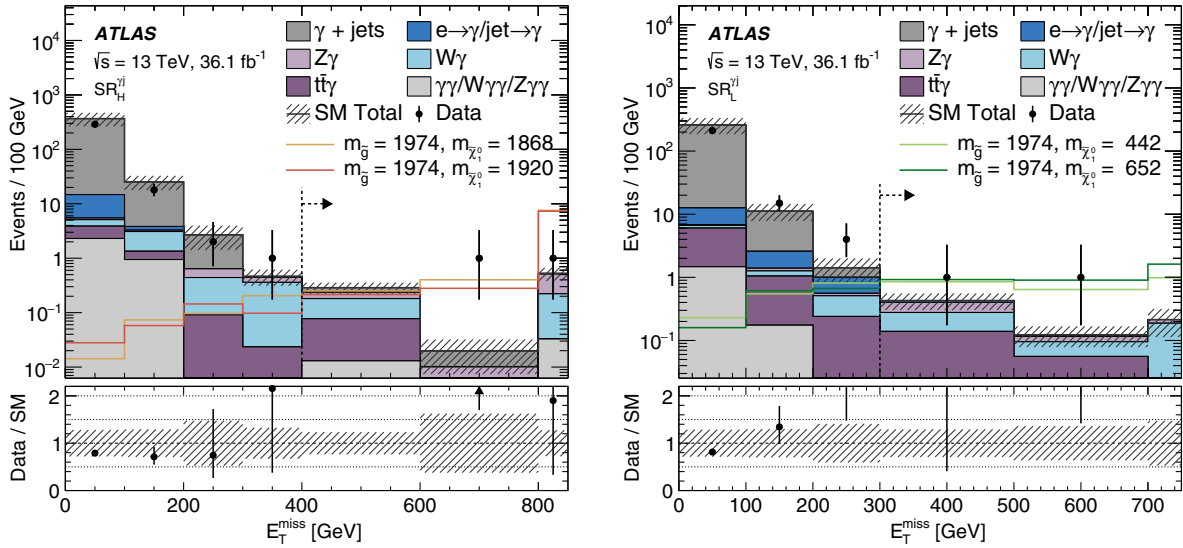 ATLAS
√s = 13 TeV, 36.1 fb⁻¹
SR_H^γj
γ + jets
e→γ/jet→γ
Zγ
Wγ
tt̄γ
γγ/Wγγ/Zγγ
SM Total
Data
m_g̃ = 1974, m_χ̃₁⁰ = 1868
m_g̃ = 1974, m_χ̃₁⁰ = 1920
Events / 100 GeV
10⁴
10³
10²
10
1
10⁻¹
10⁻²
Data / SM
2
1
0
0 200 400 600 800
E_T^miss [GeV]
ATLAS
√s = 13 TeV, 36.1 fb⁻¹
SR_L^γj
γ + jets
e→γ/jet→γ
Zγ
Wγ
tt̄γ
γγ/Wγγ/Zγγ
SM Total
Data
m_g̃ = 1974, m_χ̃₁⁰ = 442
m_g̃ = 1974, m_χ̃₁⁰ = 652
Events / 100 GeV
10⁴
10³
10²
10
1
10⁻¹
Data / SM
2
1
0
0 100 200 300 400 500 600 700
E_T^miss [GeV]